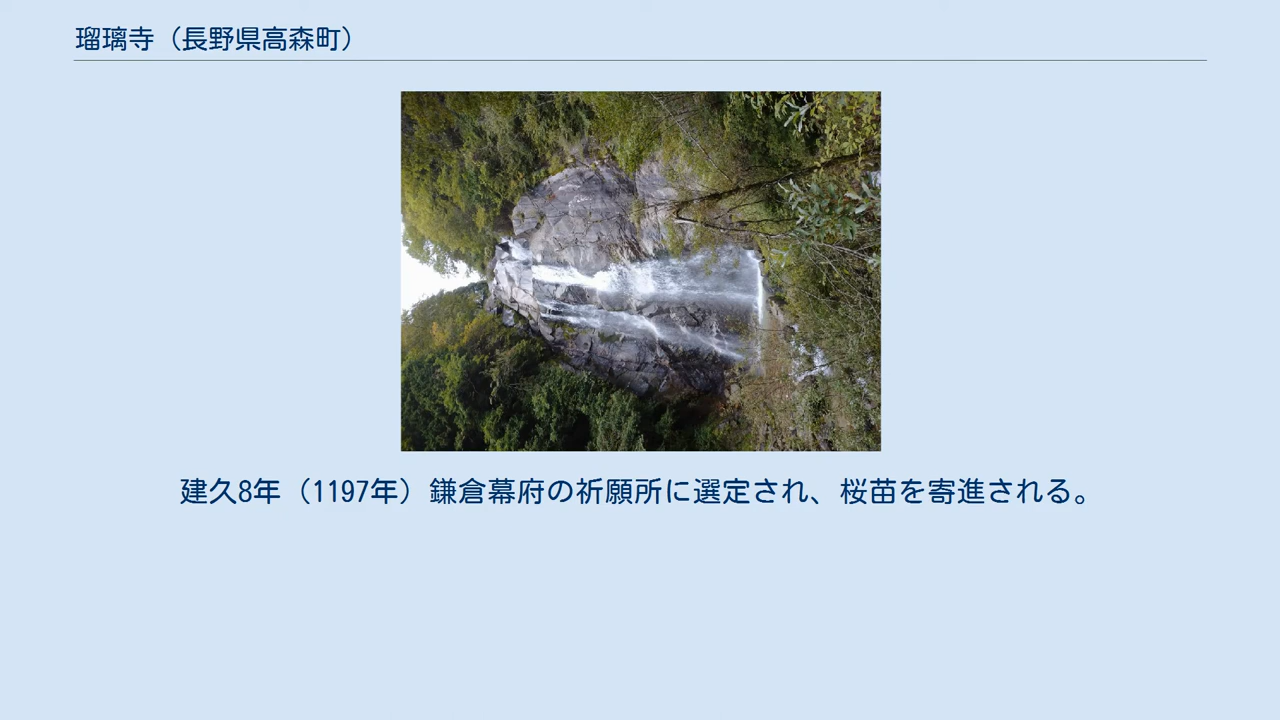 瑠璃寺（長野県高森町）
建久8年（1197年）鎌倉幕府の祈願所に選定され、桜苗を寄進される。